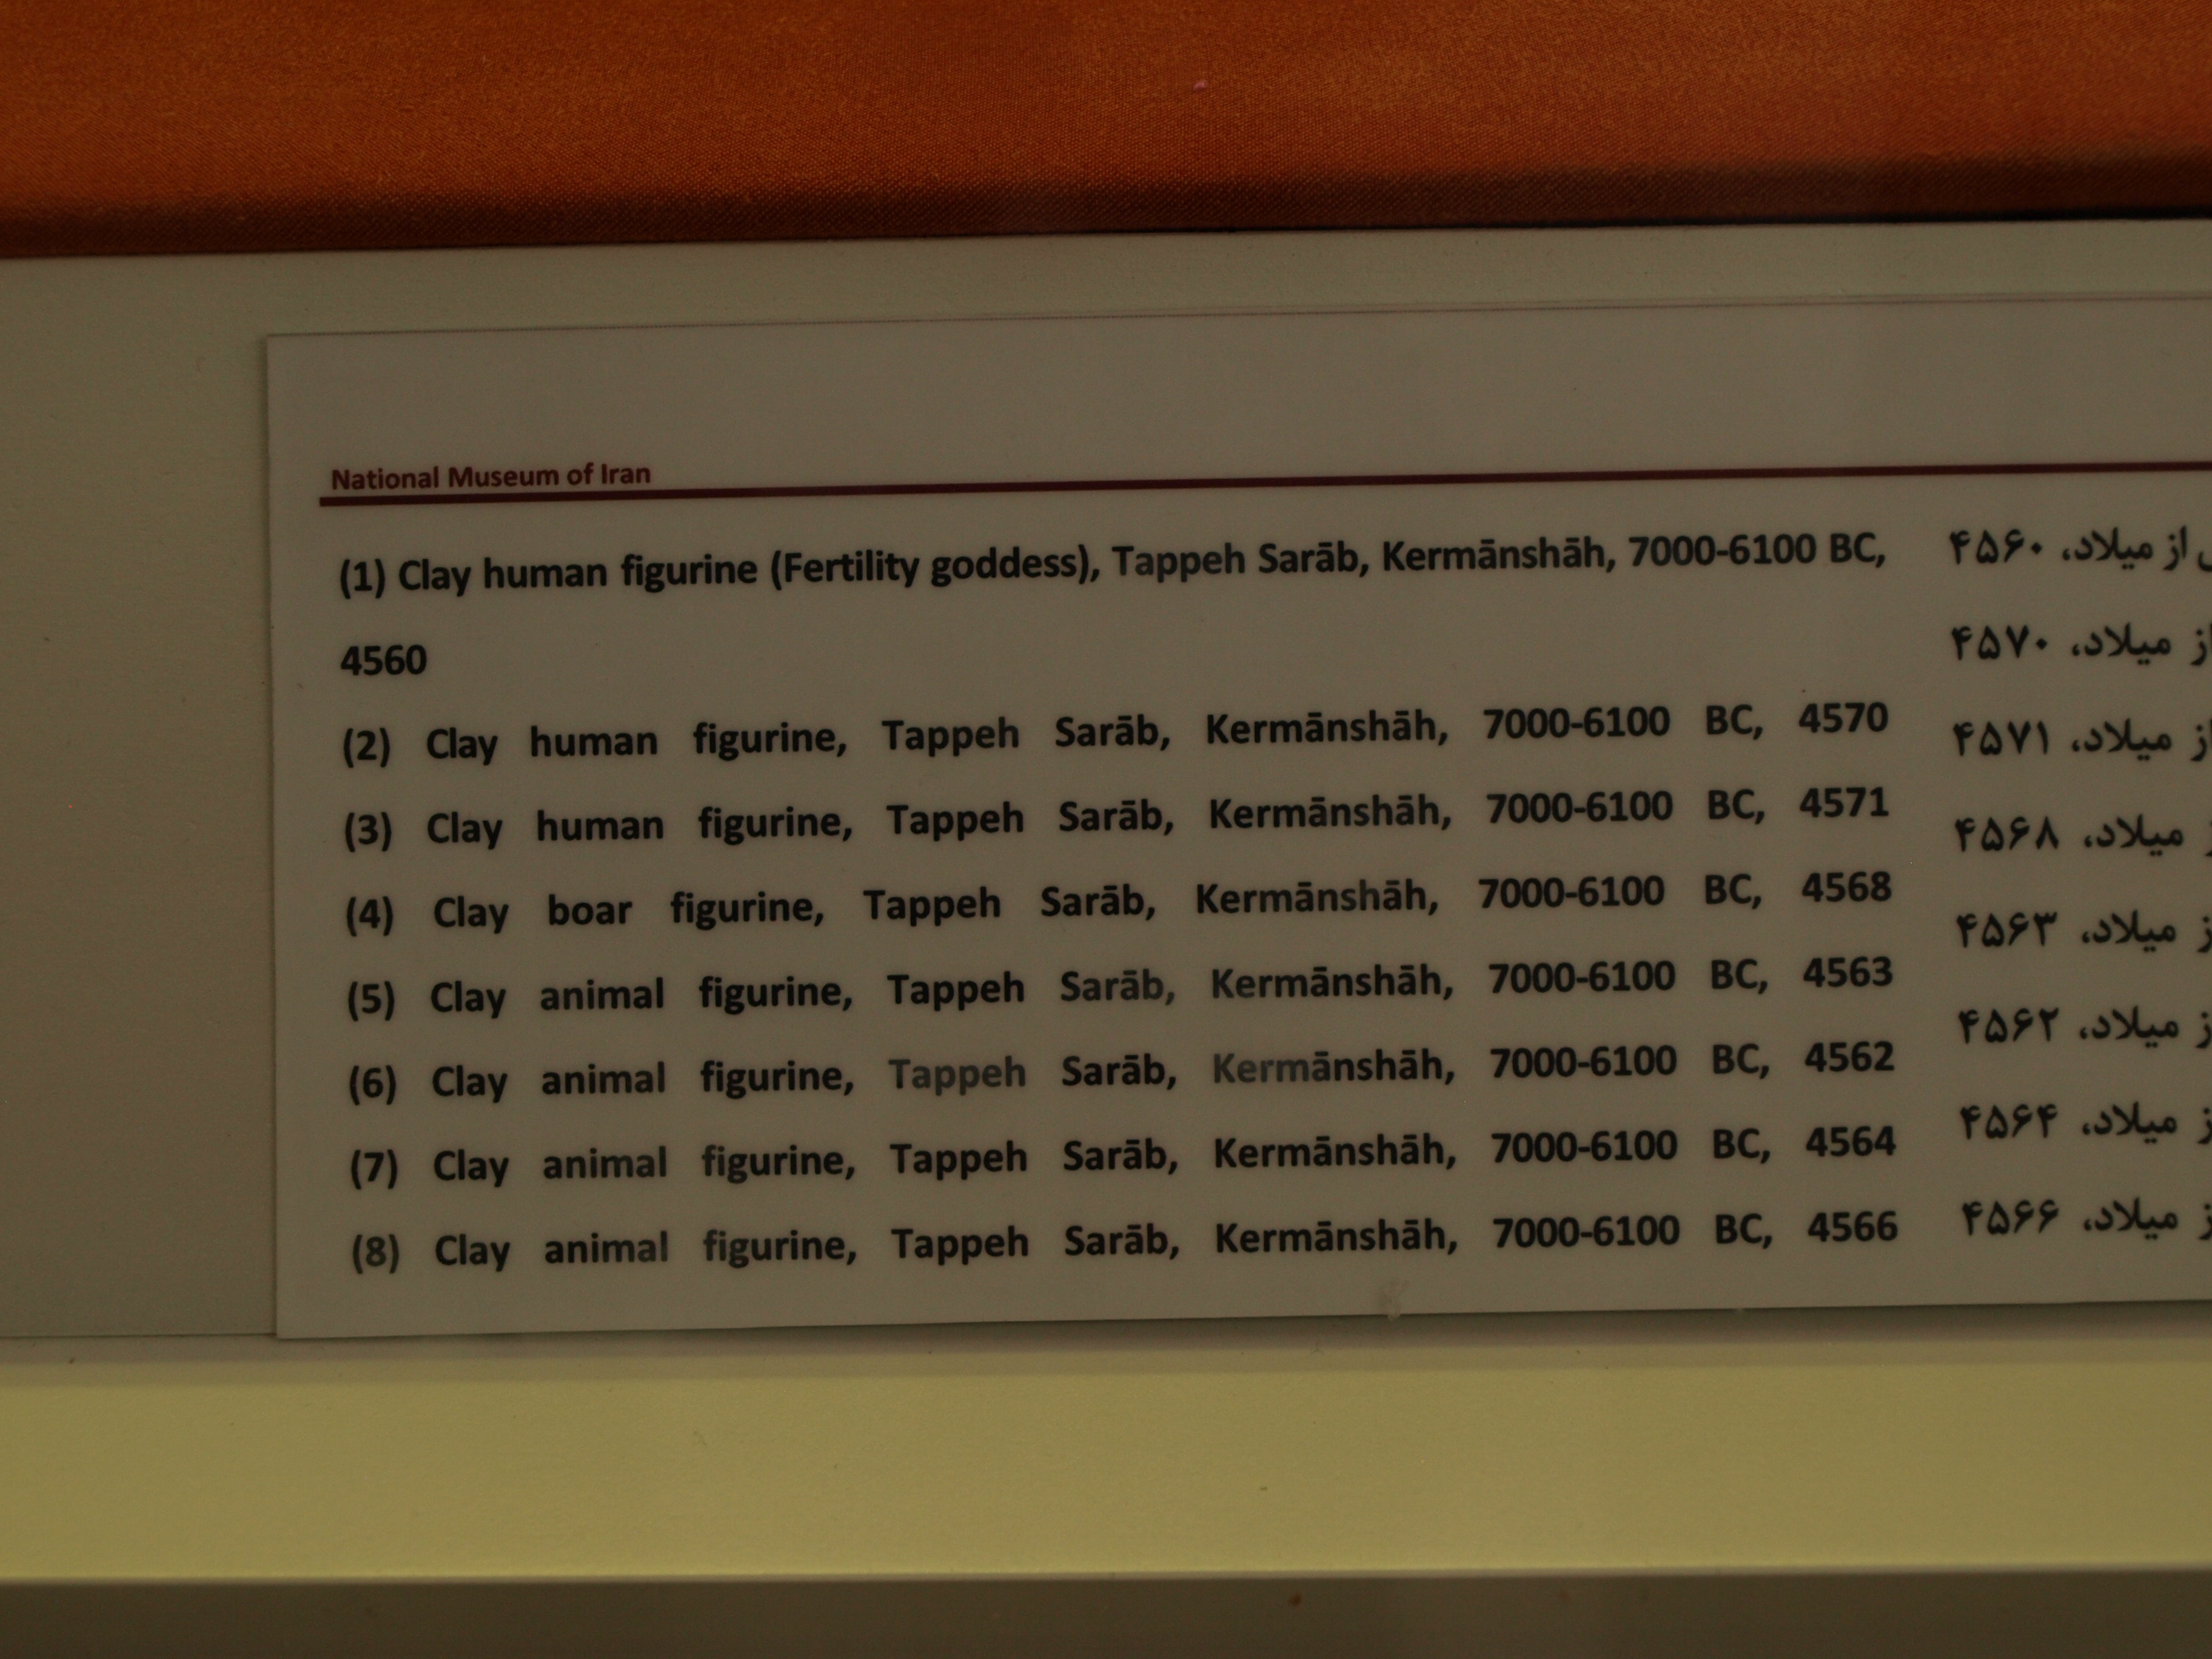 National Museum of Iran
(1) Clay human figurine (Fertility goddess), Tappeh Sarāb, Kermānshāh, 7000-6100 BC,
4560
(2) Clay human figurine, Tappeh Sarāb, Kermānshāh, 7000-6100 BC, 4570
(3) Clay human figurine, Tappeh Sarāb, Kermānshāh, 7000-6100 BC, 4571
(4) Clay boar figurine, Tappeh Sarāb, Kermānshāh, 7000-6100 BC, 4568
(5) Clay animal figurine, Tappeh Sarāb, Kermānshāh, 7000-6100 BC, 4563
(6) Clay animal figurine, Tappeh Sarāb, Kermānshāh, 7000-6100 BC, 4562
(7) Clay animal figurine, Tappeh Sarāb, Kermānshāh, 7000-6100 BC, 4564
(8) Clay animal figurine, Tappeh Sarāb, Kermānshāh, 7000-6100 BC, 4566
از میلاد، ۴۵۶۰
از میلاد، ۴۵۷۰
از میلاد، ۴۵۷۱
میلاد، ۴۵۶۸
میلاد، ۴۵۶۳
میلاد، ۴۵۶۲
میلاد، ۴۵۶۴
میلاد، ۴۵۶۶